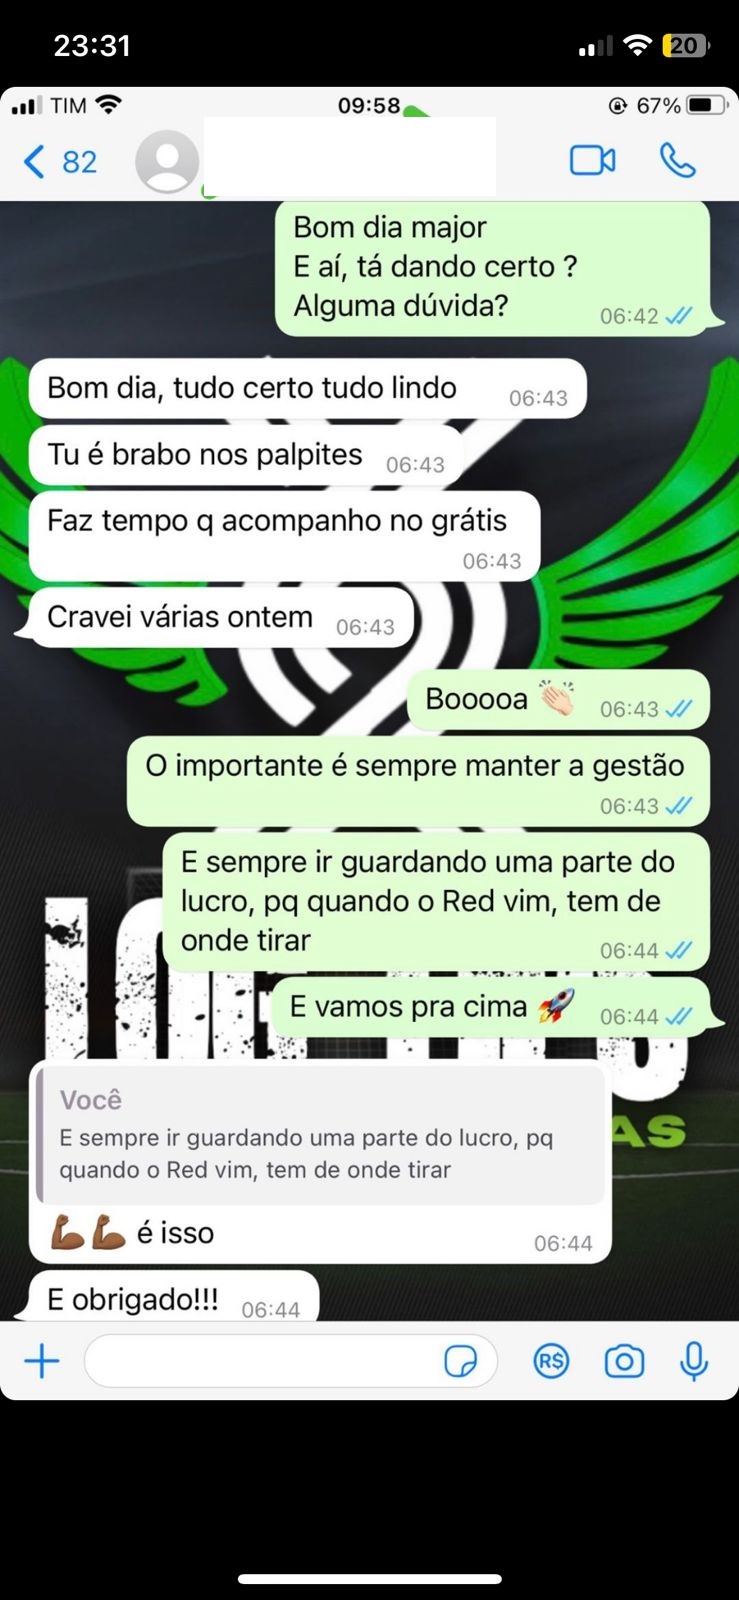 23:31
20
TIM
09:58
67%
82
Bom dia major
E aí, tá dando certo ?
Alguma dúvida?
06:42
Bom dia, tudo certo tudo lindo
06:43
Tu é brabo nos palpites
06:43
Faz tempo q acompanho no grátis
06:43
Cravei várias ontem
06:43
Booooa 👏🏻
06:43
O importante é sempre manter a gestão
06:43
E sempre ir guardando uma parte do
lucro, pq quando o Red vim, tem de
onde tirar
06:44
E vamos pra cima 🚀
06:44
Você
E sempre ir guardando uma parte do lucro, pq
quando o Red vim, tem de onde tirar
AS
💪🏾💪🏾 é isso
06:44
E obrigado!!!
06:44
R$